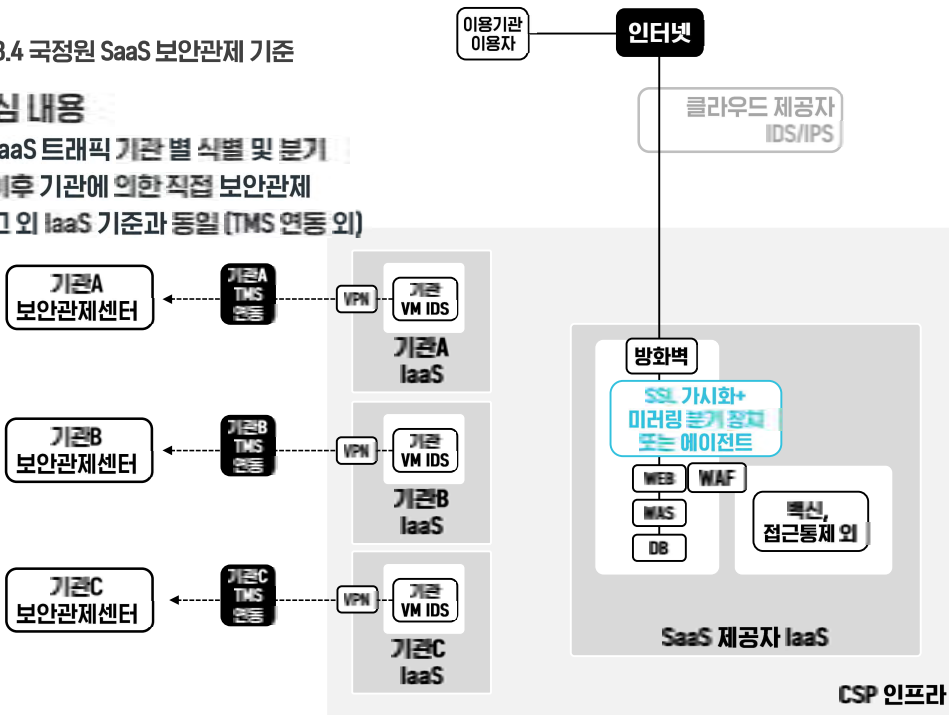 3.4 국정원 SaaS 보안관제 기준
심 내용
aaS 트래픽 기관 별 식별 및 분기
이후 기관에 의한 직접 보안관제
그 외 IaaS 기준과 동일 (TMS 연동 외)
이용기관
이용자
인터넷
클라우드 제공자
IDS/IPS
기관A
보안관제센터
기관A
TMS
연동
VPN
기관
VM IDS
기관A
IaaS
기관B
보안관제센터
기관B
TMS
연동
VPN
기관
VM IDS
기관B
IaaS
기관C
보안관제센터
기관C
TMS
연동
VPN
기관
VM IDS
기관C
IaaS
방화벽
SSL 가시화+
미러링 분기 장치
또는 에이전트
WEB
WAF
WAS
DB
백신,
접근통제 외
SaaS 제공자 IaaS
CSP 인프라